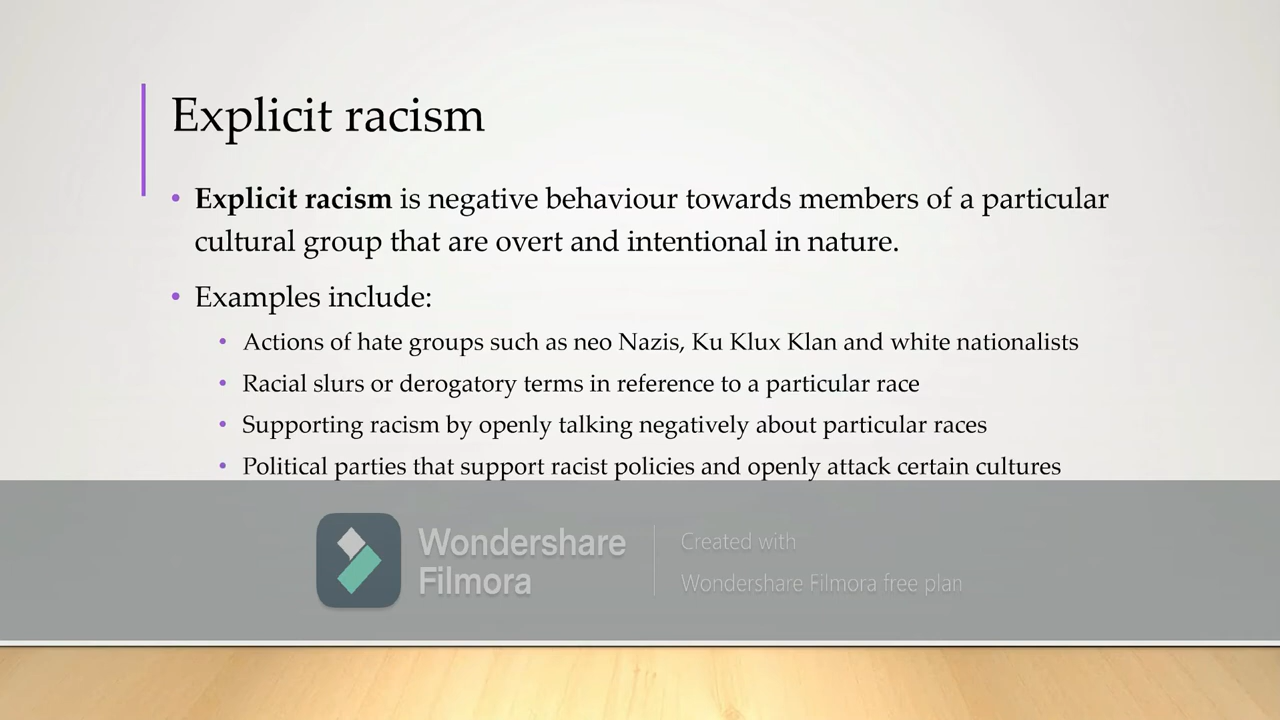 Explicit racism
• Explicit racism is negative behaviour towards members of a particular
cultural group that are overt and intentional in nature.
• Examples include:
• Actions of hate groups such as neo Nazis, Ku Klux Klan and white nationalists
• Racial slurs or derogatory terms in reference to a particular race
• Supporting racism by openly talking negatively about particular races
• Political parties that support racist policies and openly attack certain cultures
Wondershare
Filmora
Created with
Wondershare Filmora free plan